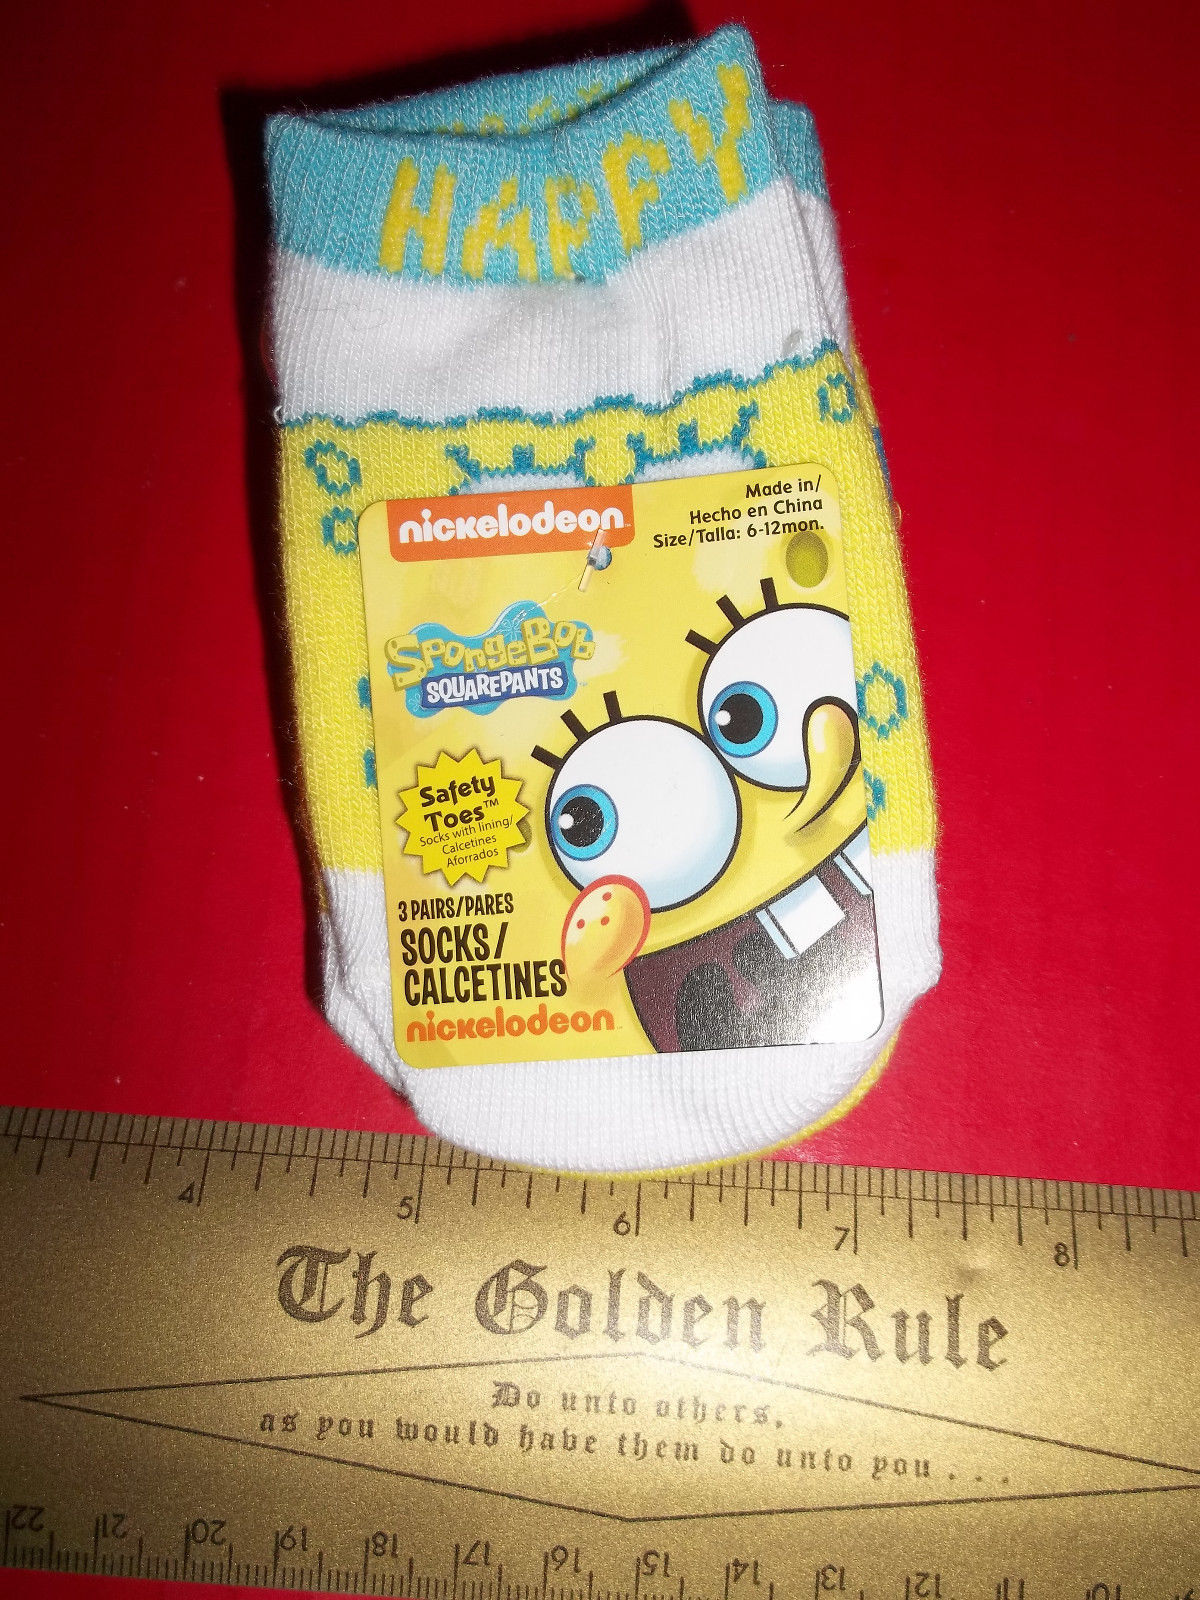 HAPPY
nickelodeon
Made in/
Hecho en China
Size/Talla: 6-12mon.
SpongeBob
SQUAREPANTS
Safety
Toes™
Socks with lining/
Calcetines
Aforrados
3 PAIRS/PARES
SOCKS/
CALCETINES
nickelodeon
4 5 6 7 8
The Golden Rule
Do unto others,
as you would have them do unto you . . .
22 21 20 19 18 17 16 15 14 13 12 11 10